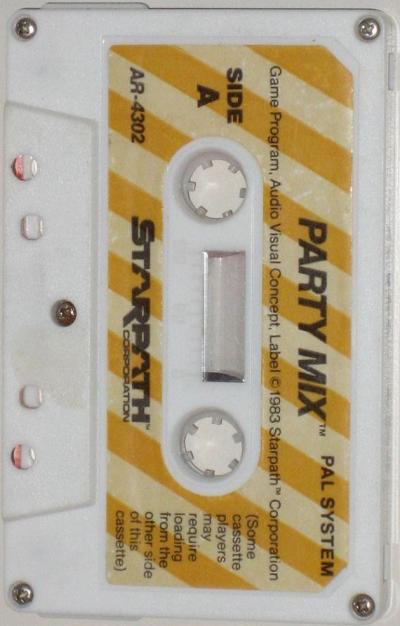 PARTY MIX™ PAL SYSTEM
Game Program, Audio Visual Concept, Label ©1983 Starpath™ Corporation
SIDE
A
(Some
cassette
players
may
require
loading
from the
other side
of this
cassette)
AR-4302
STARPATH™
CORPORATION